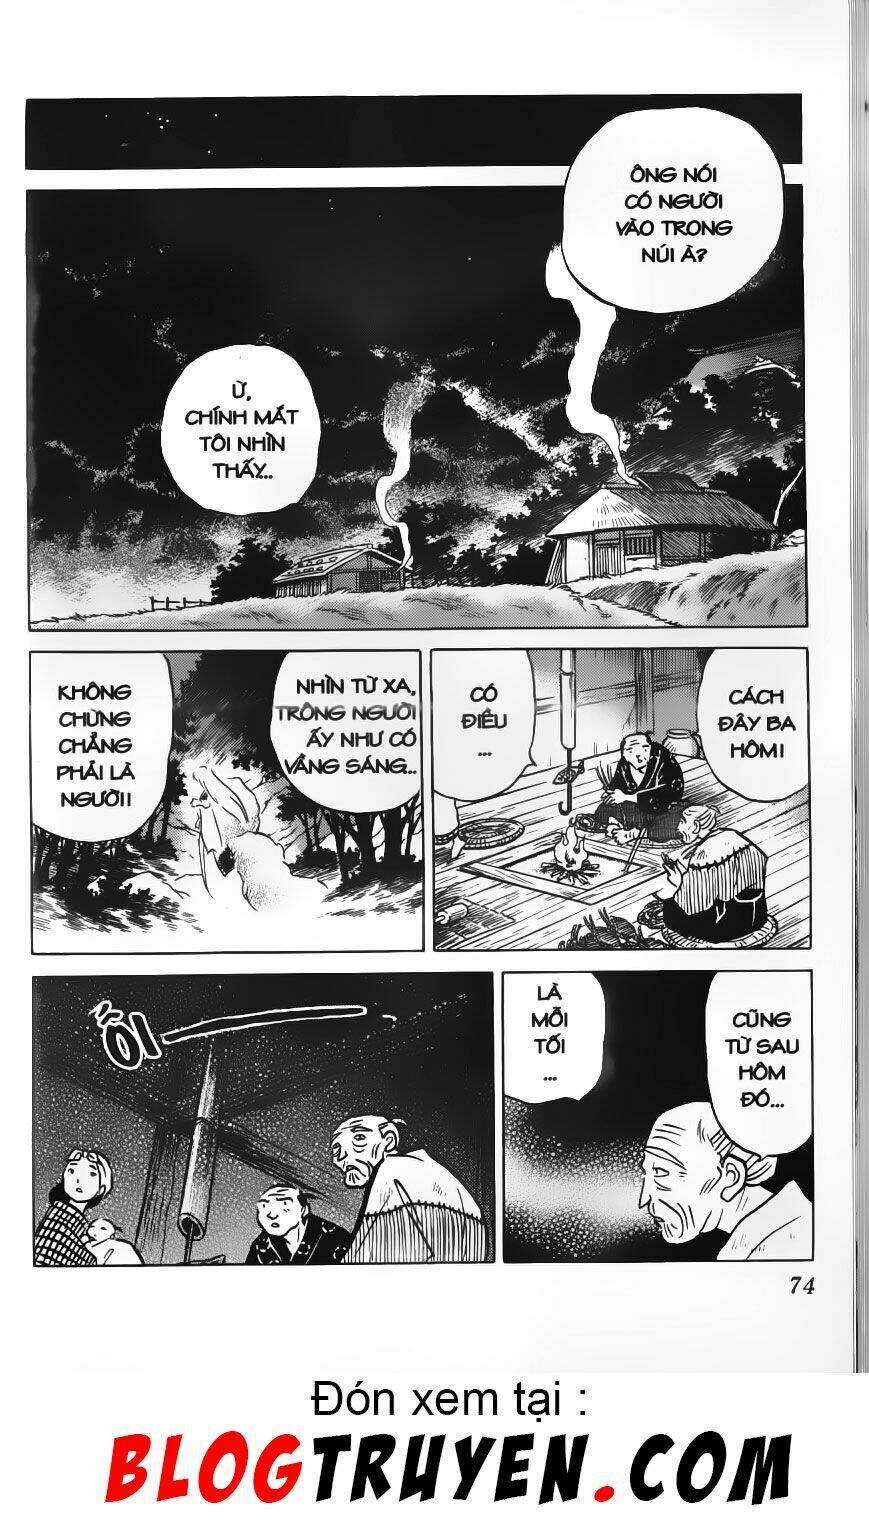 ÔNG NÓI
CÓ NGƯỜI
VÀO TRONG
NÚI À?
Ừ,
CHÍNH MẮT
TÔI NHÌN
THẤY...
CÁCH
ĐÂY BA
HÔM!
CÓ
ĐIỀU
...
NHÌN TỪ XA,
TRÔNG NGƯỜI
ẤY NHƯ CÓ
VẦNG SÁNG...
KHÔNG
CHỪNG
CHẲNG
PHẢI LÀ
NGƯỜI!
CŨNG
TỪ SAU
HÔM
ĐÓ...
LÀ
MỖI
TỐI
...
ỒI
74
Đón xem tại :
BLOGTRUYEN.COM